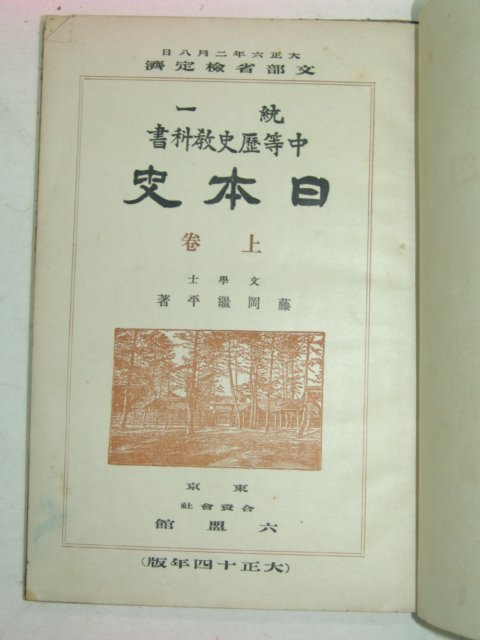 大正六年二月八日
文部省檢定濟
統一
中等歷史敎科書
日本史
上卷
文學士
藤岡繼平著
東京
合資會社
六盟館
(大正十四年版)